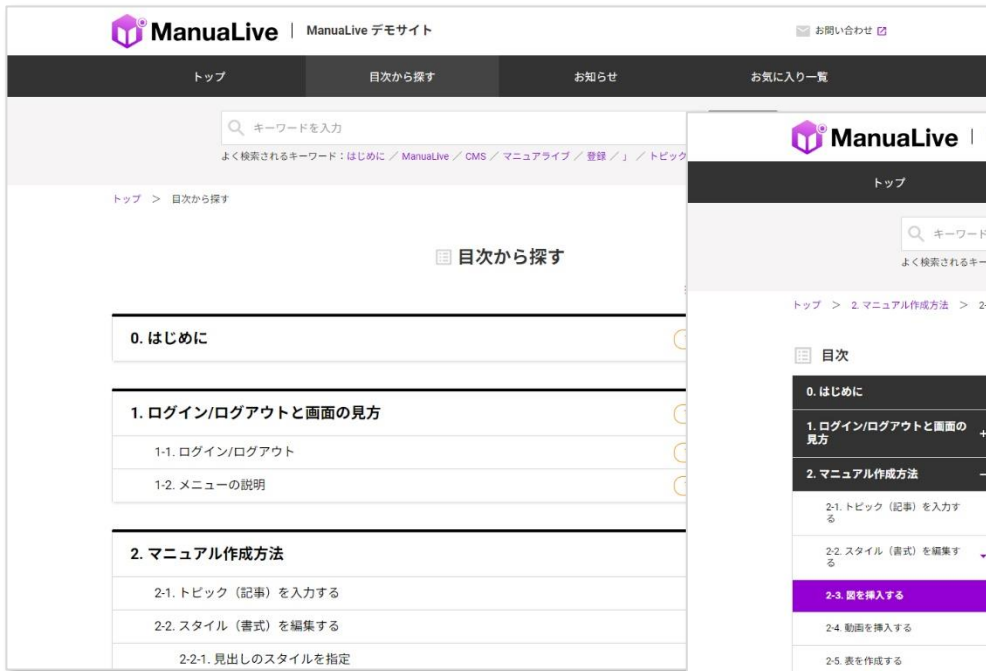 ManuaLive | ManuaLive デモサイト
お問い合わせ
トップ 目次から探す お知らせ お気に入り一覧
キーワードを入力
よく検索されるキーワード：はじめに ／ ManuaLive ／ CMS ／ マニュアライブ ／ 登録 ／ 」 ／ トピック
トップ ＞ 目次から探す
目次から探す
0. はじめに
1. ログイン/ログアウトと画面の見方
1-1. ログイン/ログアウト
1-2. メニューの説明
2. マニュアル作成方法
2-1. トピック（記事）を入力する
2-2. スタイル（書式）を編集する
2-2-1. 見出しのスタイルを指定
ManuaLive |
トップ
キーワード
よく検索されるキー
トップ ＞ 2. マニュアル作成方法 ＞ 2-
目次
0. はじめに
1. ログイン/ログアウトと画面の
見方
2. マニュアル作成方法
2-1. トピック（記事）を入力す
る
2-2. スタイル（書式）を編集す
る
2-3. 図を挿入する
2-4. 動画を挿入する
2-5. 表を作成する